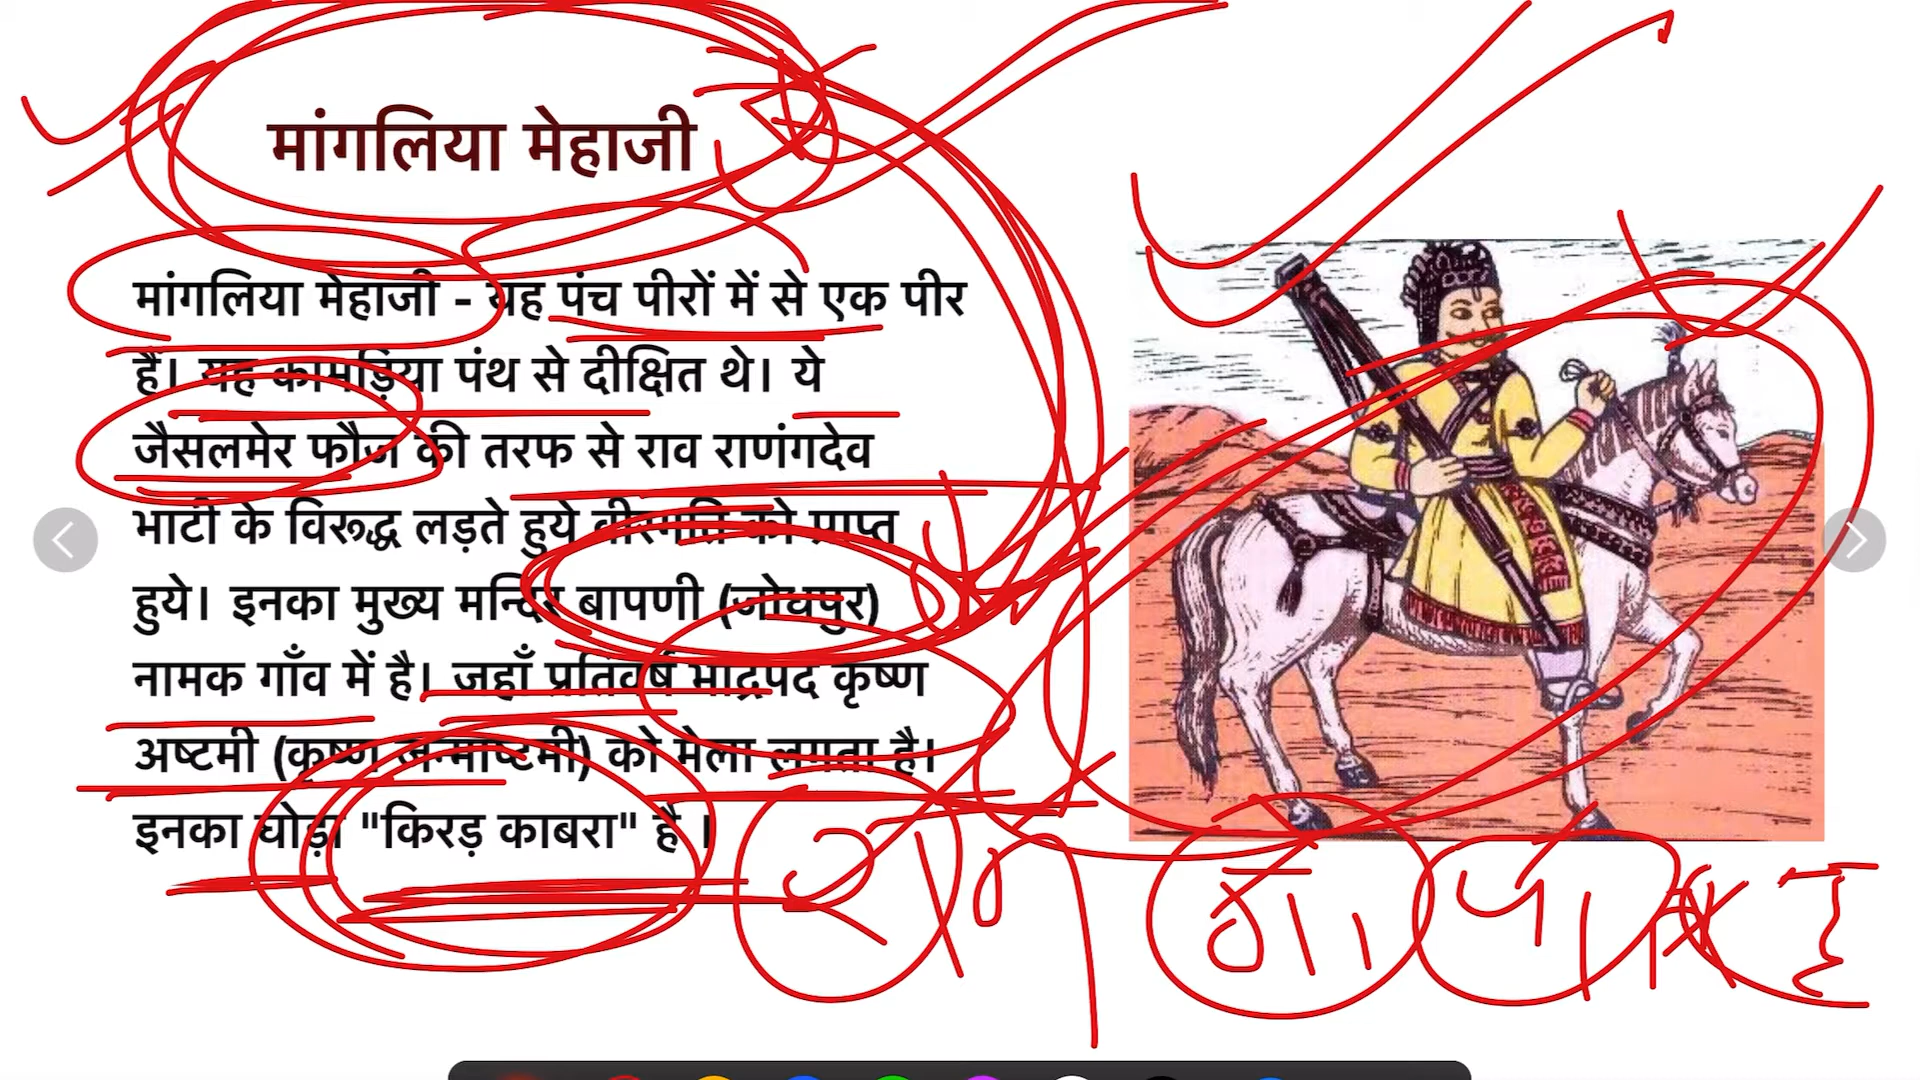 मांगलिया मेहाजी
मांगलिया मेहाजी - यह पंच पीरों में से एक पीर
हैं। यह कामड़िया पंथ से दीक्षित थे। ये
जैसलमेर फौज की तरफ से राव राणंगदेव
भाटी के विरूद्ध लड़ते हुये वीरगति को प्राप्त
हुये। इनका मुख्य मन्दिर बापणी (जोधपुर)
नामक गाँव में है। जहाँ प्रतिवर्ष भाद्रपद कृष्ण
अष्टमी (कृष्ण जन्माष्टमी) को मेला लगता है।
इनका घोड़ा "किरड़ काबरा" है ।